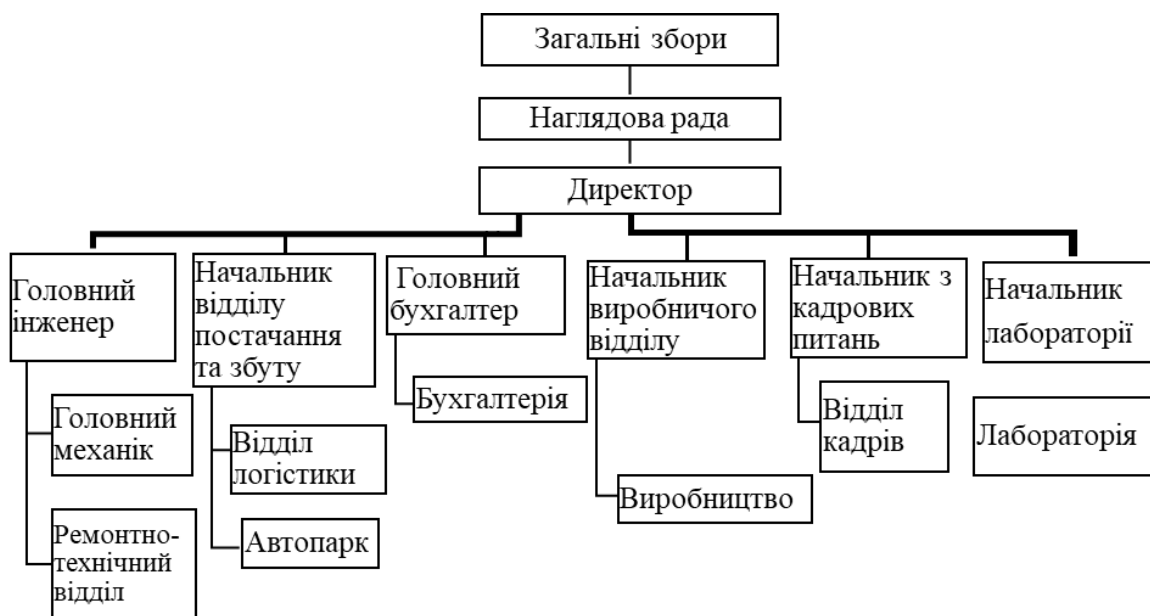 Загальні збори
Наглядова рада
Директор
Головний
інженер
Начальник
відділу
постачання
та збуту
Головний
бухгалтер
Начальник
виробничого
відділу
Начальник з
кадрових
питань
Начальник
лабораторії
Головний
механік
Ремонтно-
технічний
відділ
Відділ
логістики
Автопарк
Бухгалтерія
Виробництво
Відділ
кадрів
Лабораторія